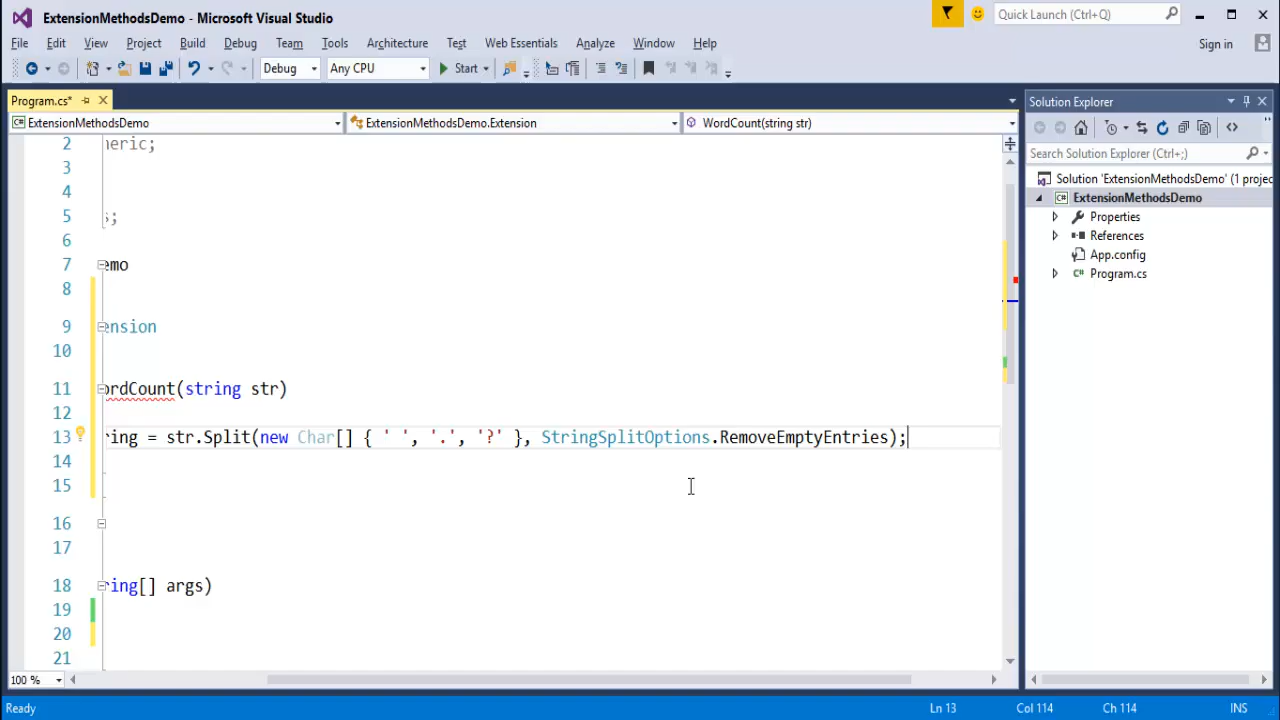 ExtensionMethodsDemo - Microsoft Visual Studio
Quick Launch (Ctrl+Q)
File Edit View Project Build Debug Team Tools Architecture Test Web Essentials Analyze Window Help
Sign in
Debug Any CPU Start
Program.cs*
Solution Explorer
ExtensionMethodsDemo ExtensionMethodsDemo.Extension WordCount(string str)
Search Solution Explorer (Ctrl+;)
Solution 'ExtensionMethodsDemo' (1 projec
ExtensionMethodsDemo
Properties
References
App.config
Program.cs
2 neric;
3
4
5 s;
6
7 emo
8
9 ension
10
11 ordCount(string str)
12
13 ring = str.Split(new Char[] { ' ', '.', '?' }, StringSplitOptions.RemoveEmptyEntries);
14
15
16
17
18 ring[] args)
19
20
21
100 %
Ready Ln 13 Col 114 Ch 114 INS